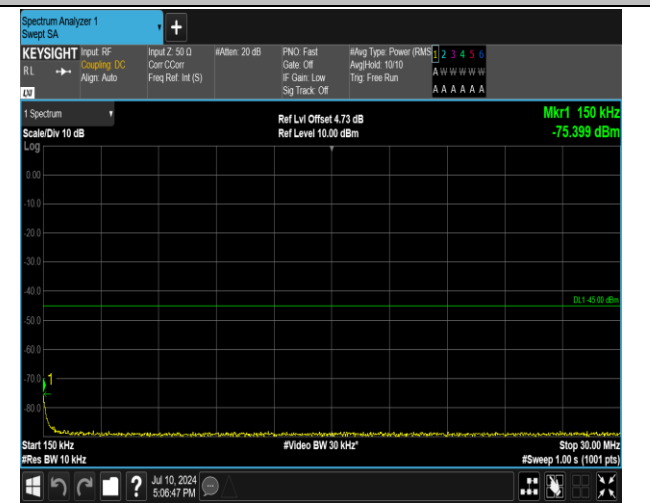 Spectrum Analyzer 1
Swept SA
+
KEYSIGHT Input: RF Input Z: 50 Ω #Atten: 20 dB PNO: Fast #Avg Type: Power (RMS 1 2 3 4 5 6
RL Coupling: DC Corr CCorr Gate: Off Avg|Hold: 10/10 A W W W W W
Align: Auto Freq Ref: Int (S) IF Gain: Low Trig: Free Run
Sig Track: Off A A A A A A
LXI
1 Spectrum
Ref Lvl Offset 4.73 dB Mkr1 150 kHz
Scale/Div 10 dB Ref Level 10.00 dBm -75.399 dBm
Log
0.00
-10.0
-20.0
-30.0
-40.0
DL1 -45.00 dBm
-50.0
-60.0
-70.0
1
-80.0
Start 150 kHz #Video BW 30 kHz* Stop 30.00 MHz
#Res BW 10 kHz #Sweep 1.00 s (1001 pts)
? Jul 10, 2024
5:06:47 PM